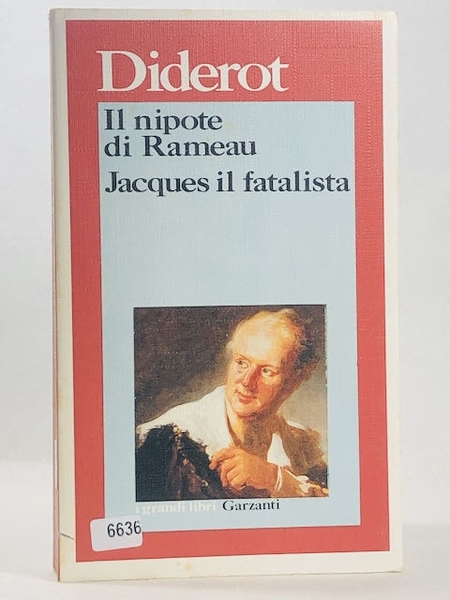 Diderot
Il nipote
di Rameau
Jacques il fatalista
i grandi libri Garzanti
6636